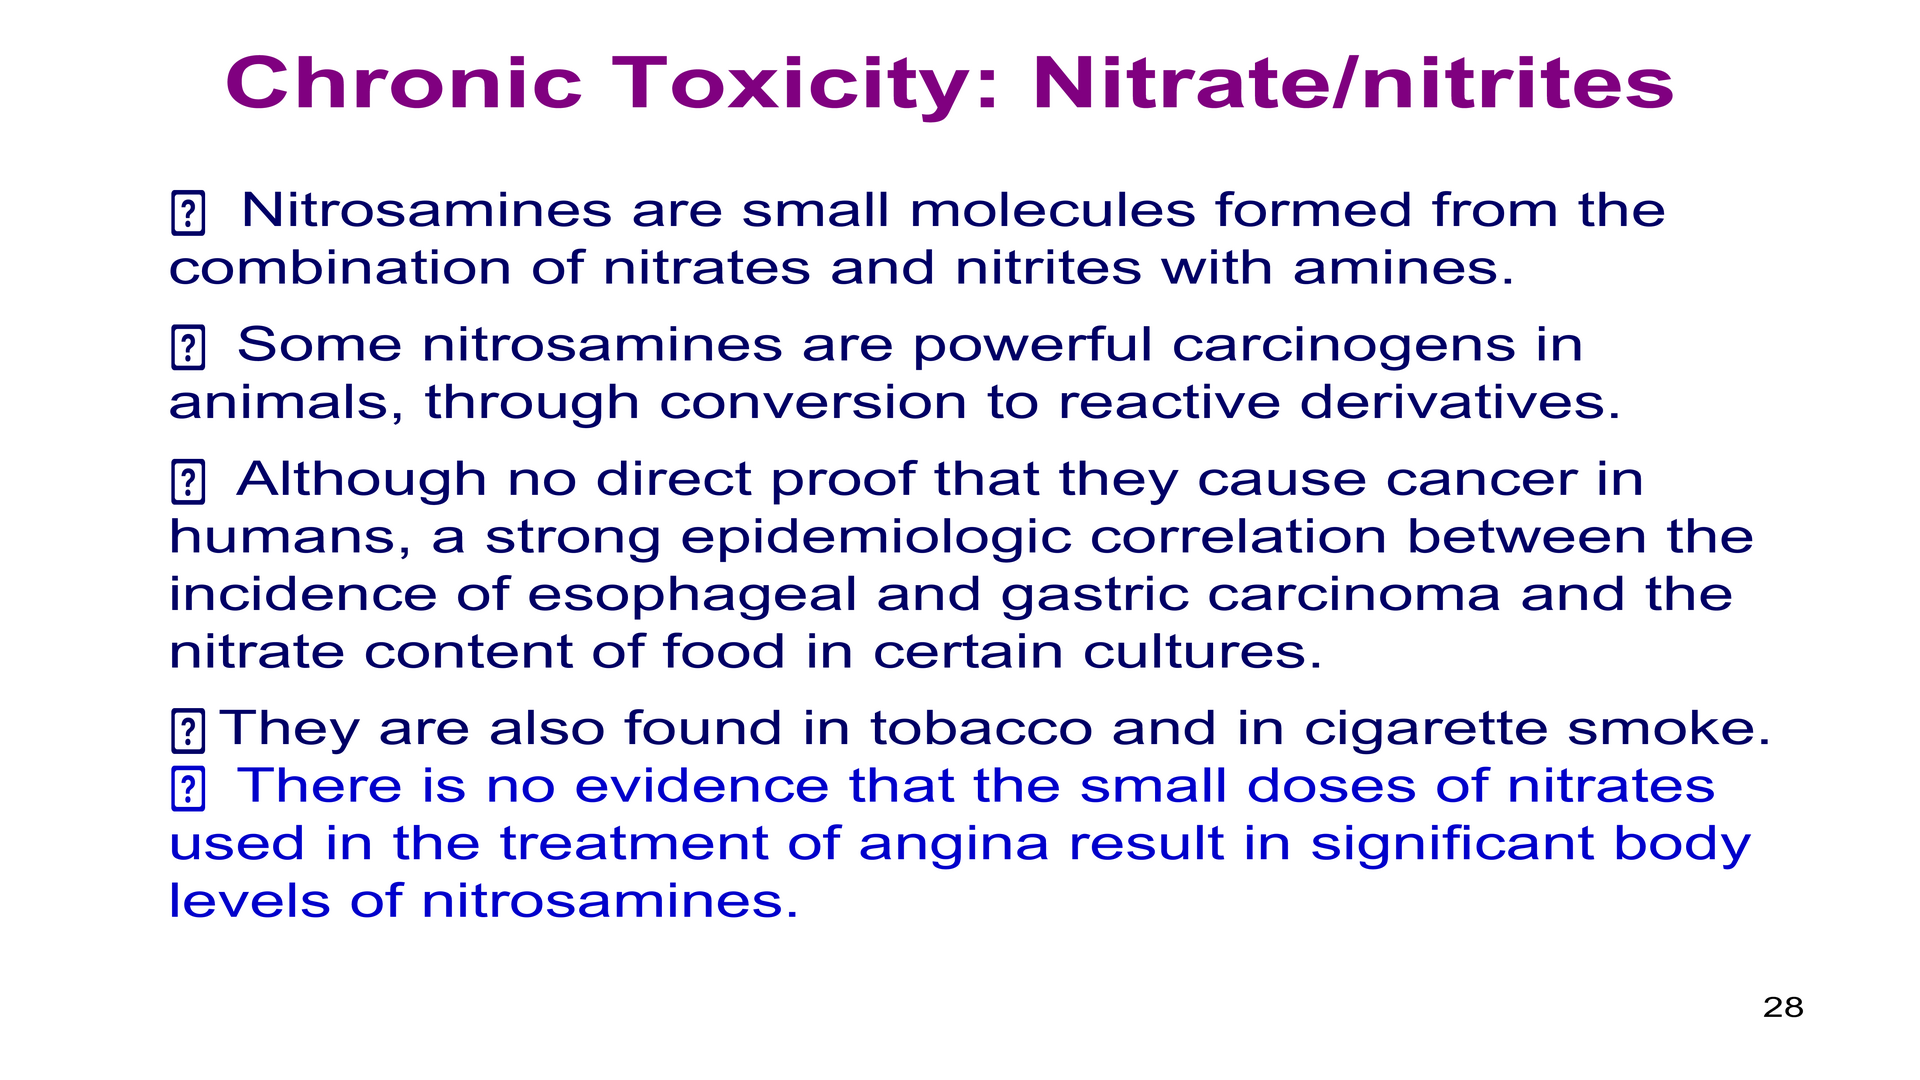 Chronic Toxicity: Nitrate/nitrites
⍰ Nitrosamines are small molecules formed from the
combination of nitrates and nitrites with amines.
⍰ Some nitrosamines are powerful carcinogens in
animals, through conversion to reactive derivatives.
⍰ Although no direct proof that they cause cancer in
humans, a strong epidemiologic correlation between the
incidence of esophageal and gastric carcinoma and the
nitrate content of food in certain cultures.
⍰ They are also found in tobacco and in cigarette smoke.
⍰ There is no evidence that the small doses of nitrates
used in the treatment of angina result in significant body
levels of nitrosamines.
28